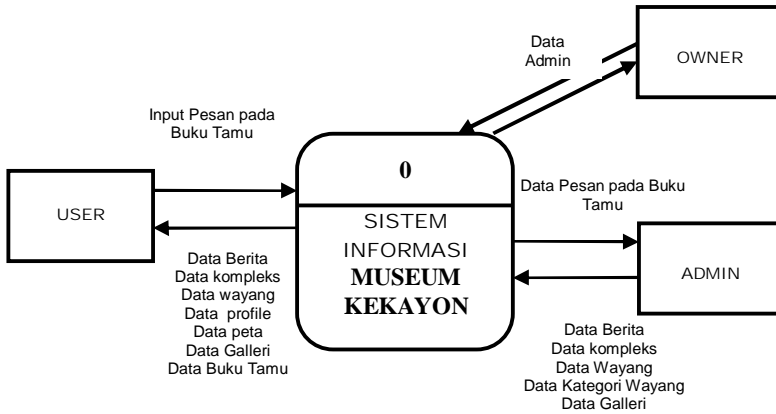 Data
Admin
OWNER
Input Pesan pada
Buku Tamu
0
USER
SISTEM
INFORMASI
MUSEUM
KEKAYON
Data Pesan pada Buku
Tamu
ADMIN
Data Berita
Data kompleks
Data wayang
Data profile
Data peta
Data Galleri
Data Buku Tamu
Data Berita
Data kompleks
Data Wayang
Data Kategori Wayang
Data Galleri